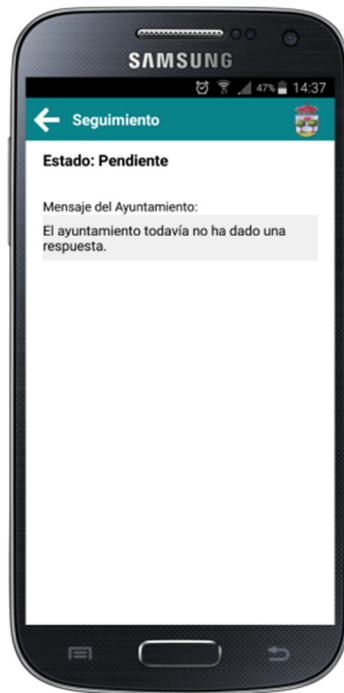 SAMSUNG
47% 14:37
Seguimiento
Estado: Pendiente
Mensaje del Ayuntamiento:
El ayuntamiento todavía no ha dado una
respuesta.